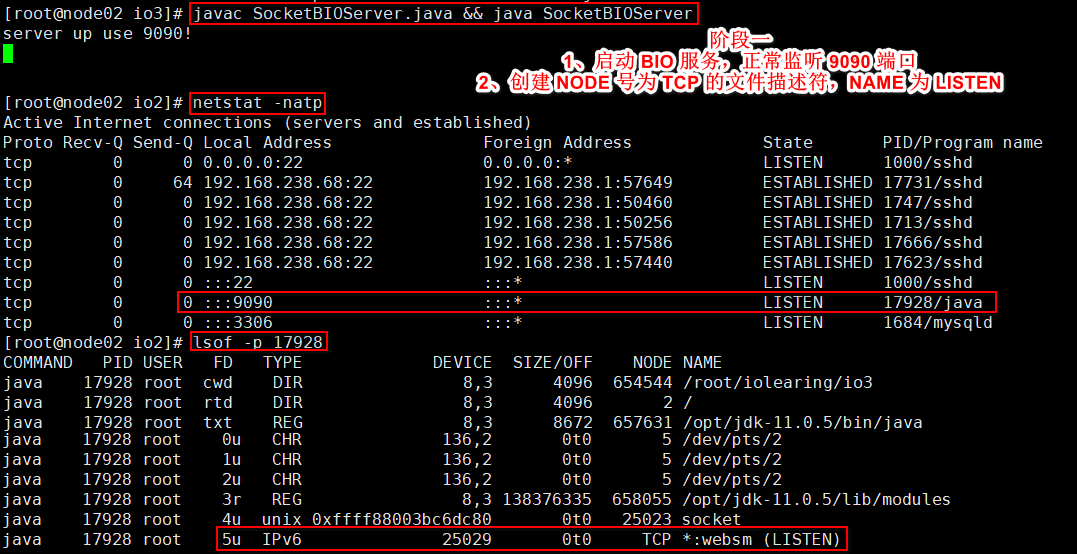 [root@node02 io3]# javac SocketBIOServer.java && java SocketBIOServer
server up use 9090!
阶段一
1、启动 BIO 服务，正常监听 9090 端口
2、创建 NODE 号为 TCP 的文件描述符，NAME 为 LISTEN
[root@node02 io2]# netstat -natp
Active Internet connections (servers and established)
Proto Recv-Q Send-Q Local Address Foreign Address State PID/Program name
tcp 0 0 0.0.0.0:22 0.0.0.0:* LISTEN 1000/sshd
tcp 0 64 192.168.238.68:22 192.168.238.1:57649 ESTABLISHED 17731/sshd
tcp 0 0 192.168.238.68:22 192.168.238.1:50460 ESTABLISHED 1747/sshd
tcp 0 0 192.168.238.68:22 192.168.238.1:50256 ESTABLISHED 1713/sshd
tcp 0 0 192.168.238.68:22 192.168.238.1:57586 ESTABLISHED 17666/sshd
tcp 0 0 192.168.238.68:22 192.168.238.1:57440 ESTABLISHED 17623/sshd
tcp 0 0 :::22 :::* LISTEN 1000/sshd
tcp 0 0 :::9090 :::* LISTEN 17928/java
tcp 0 0 :::3306 :::* LISTEN 1684/mysqld
[root@node02 io2]# lsof -p 17928
COMMAND PID USER FD TYPE DEVICE SIZE/OFF NODE NAME
java 17928 root cwd DIR 8,3 4096 654544 /root/iolearing/io3
java 17928 root rtd DIR 8,3 4096 2 /
java 17928 root txt REG 8,3 8672 657631 /opt/jdk-11.0.5/bin/java
java 17928 root 0u CHR 136,2 0t0 5 /dev/pts/2
java 17928 root 1u CHR 136,2 0t0 5 /dev/pts/2
java 17928 root 2u CHR 136,2 0t0 5 /dev/pts/2
java 17928 root 3r REG 8,3 138376335 658055 /opt/jdk-11.0.5/lib/modules
java 17928 root 4u unix 0xffff88003bc6dc80 0t0 25023 socket
java 17928 root 5u IPv6 25029 0t0 TCP *:websm (LISTEN)